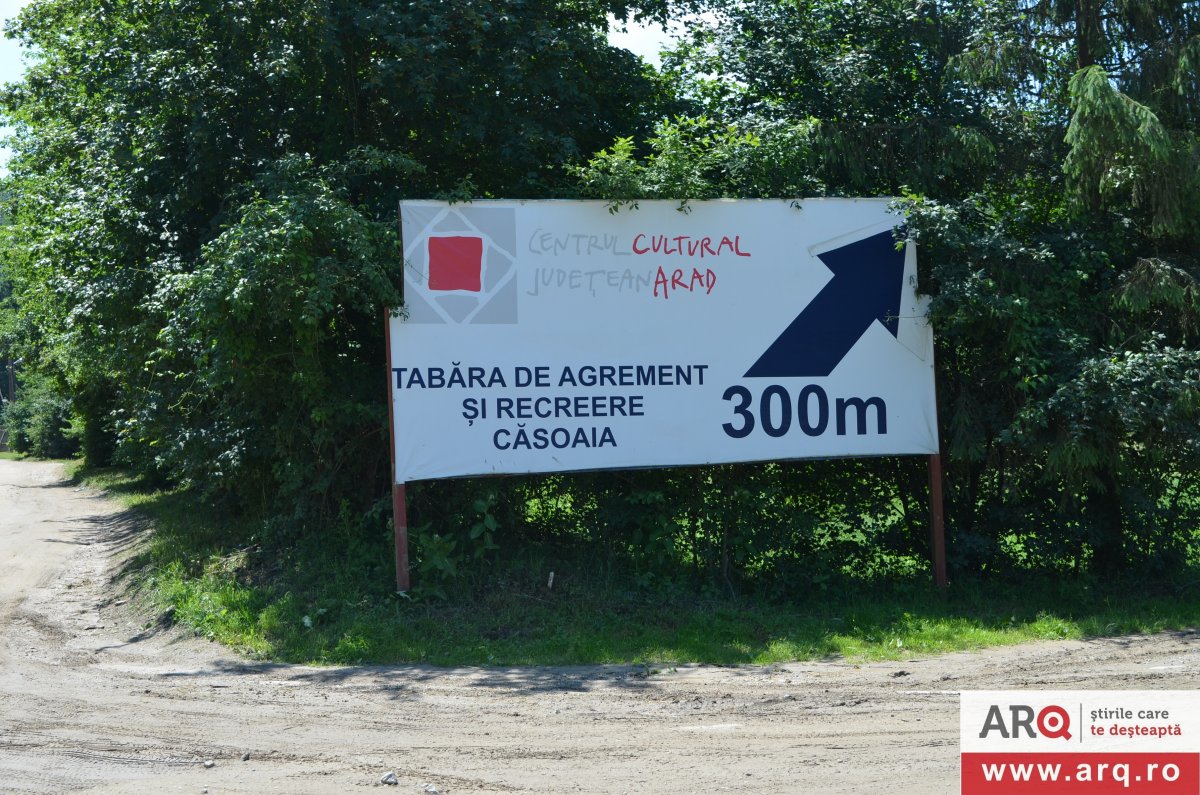 CENTRUL CULTURAL
JUDEȚEAN ARAD
TABĂRA DE AGREMENT
ȘI RECREERE
CĂSOAIA
300m
ARQ
știrile care
te deșteaptă
www.arq.ro